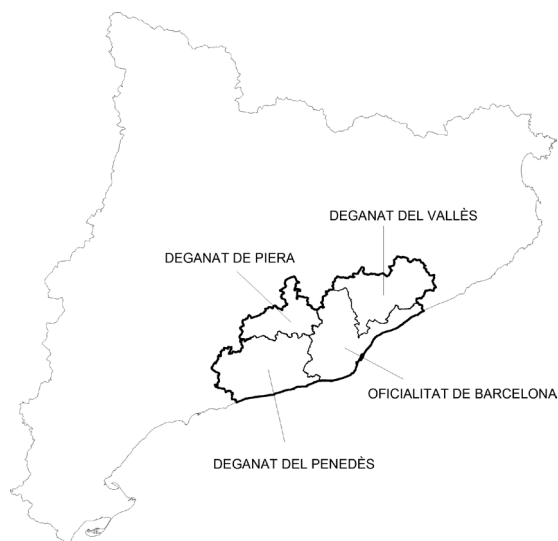 DEGANAT DEL VALLÈS
DEGANAT DE PIERA
OFICIALITAT DE BARCELONA
DEGANAT DEL PENEDÈS